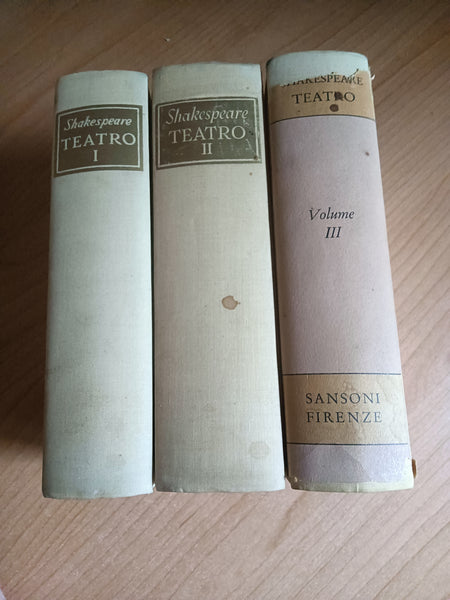 Shakespeare
TEATRO
I
Shakespeare
TEATRO
II
SHAKESPEARE
TEATRO
Volume
III
SANSONI
FIRENZE